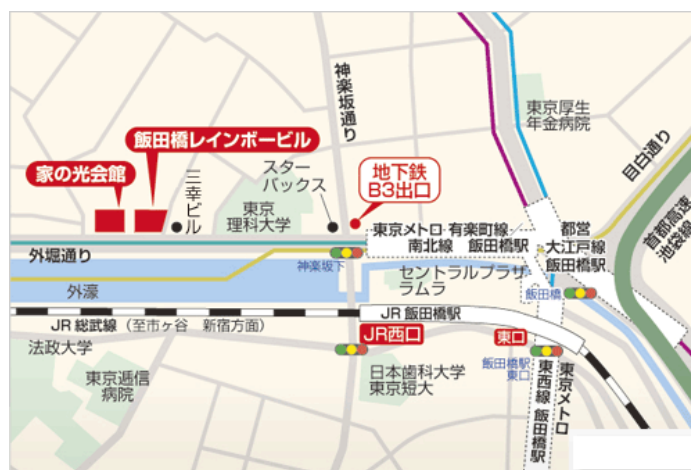 神楽坂通り
東京厚生
年金病院
目白通り
首都高速
池袋線
飯田橋レインボービル
家の光会館
三幸ビル
スター
バックス
地下鉄
B3出口
東京
理科大学
東京メトロ 有楽町線
南北線 飯田橋駅
都営
大江戸線
飯田橋駅
外堀通り
神楽坂下
セントラルプラザ
ラムラ
飯田橋
外濠
JR 飯田橋駅
JR 総武線（至市ヶ谷 新宿方面）
JR西口
東口
法政大学
飯田橋駅
東口
東京逓信
病院
日本歯科大学
東京短大
東京メトロ
東西線 飯田橋駅